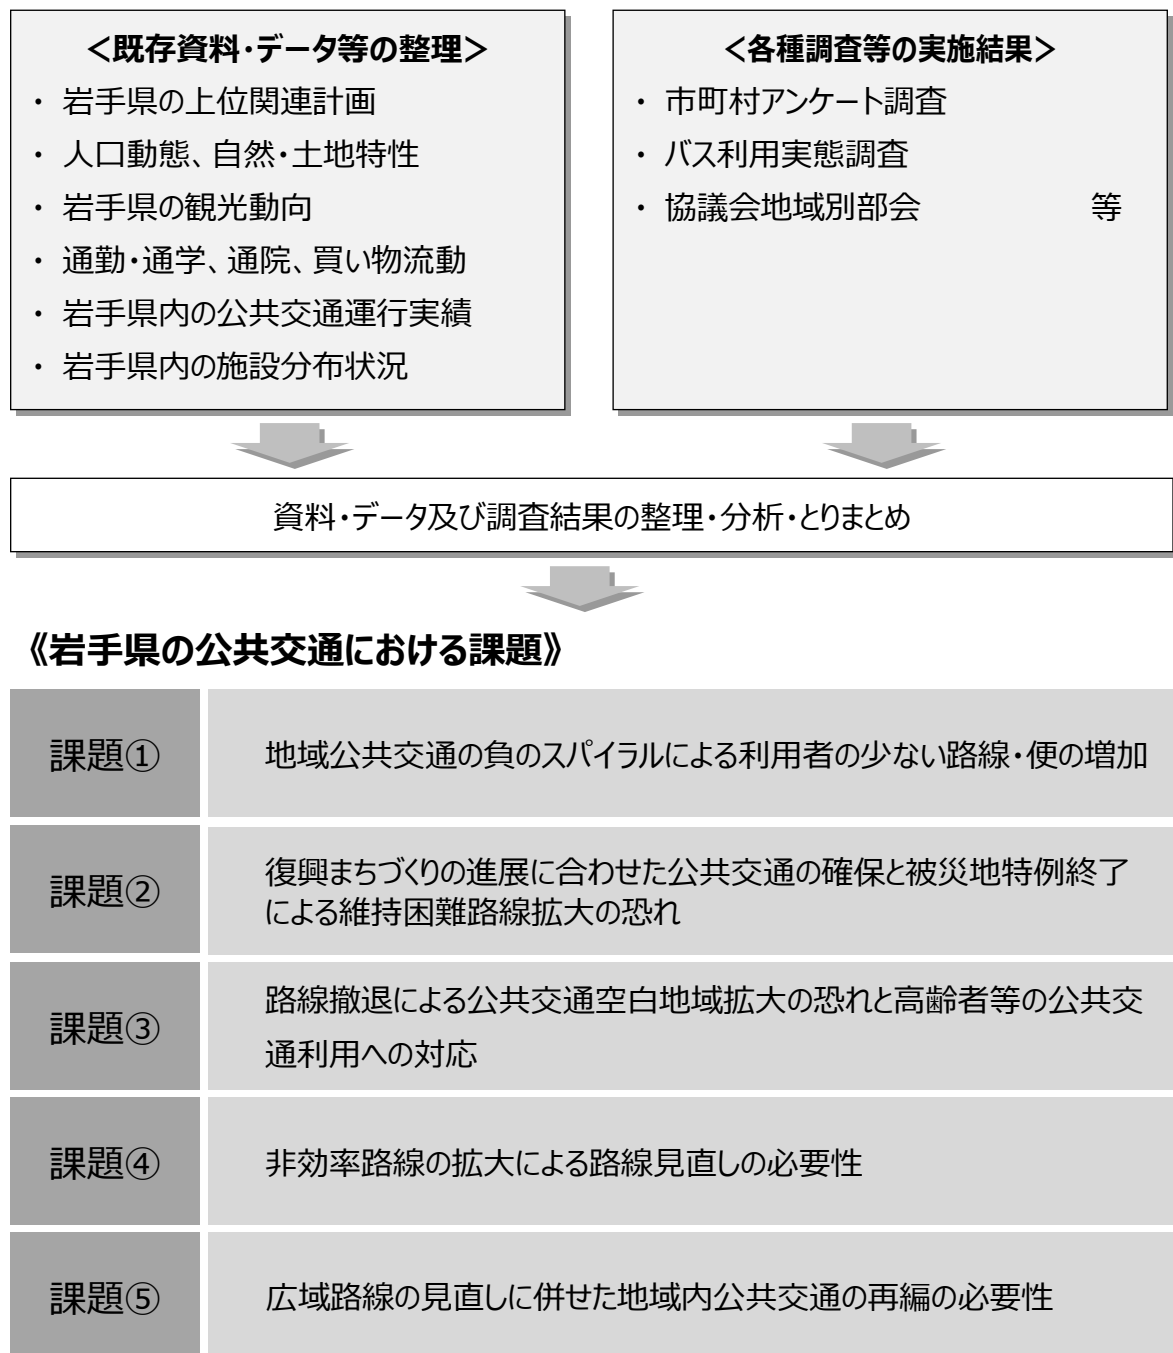 ＜既存資料・データ等の整理＞
・ 岩手県の上位関連計画
・ 人口動態、自然・土地特性
・ 岩手県の観光動向
・ 通勤・通学、通院、買い物流動
・ 岩手県内の公共交通運行実績
・ 岩手県内の施設分布状況
＜各種調査等の実施結果＞
・ 市町村アンケート調査
・ バス利用実態調査
・ 協議会地域別部会 等
資料・データ及び調査結果の整理・分析・とりまとめ
《岩手県の公共交通における課題》
課題①
地域公共交通の負のスパイラルによる利用者の少ない路線・便の増加
課題②
復興まちづくりの進展に合わせた公共交通の確保と被災地特例終了
による維持困難路線拡大の恐れ
課題③
路線撤退による公共交通空白地域拡大の恐れと高齢者等の公共交
通利用への対応
課題④
非効率路線の拡大による路線見直しの必要性
課題⑤
広域路線の見直しに併せた地域内公共交通の再編の必要性